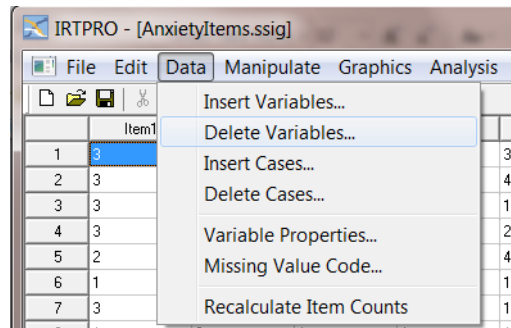 IRTPRO - [AnxietyItems.ssig]
File Edit Data Manipulate Graphics Analysis
Insert Variables...
Item1
Delete Variables...
1 3 3
Insert Cases...
2 3 4
3 3 1
Delete Cases...
4 3 2
Variable Properties...
5 2 4
Missing Value Code...
6 1 1
7 3 1
Recalculate Item Counts